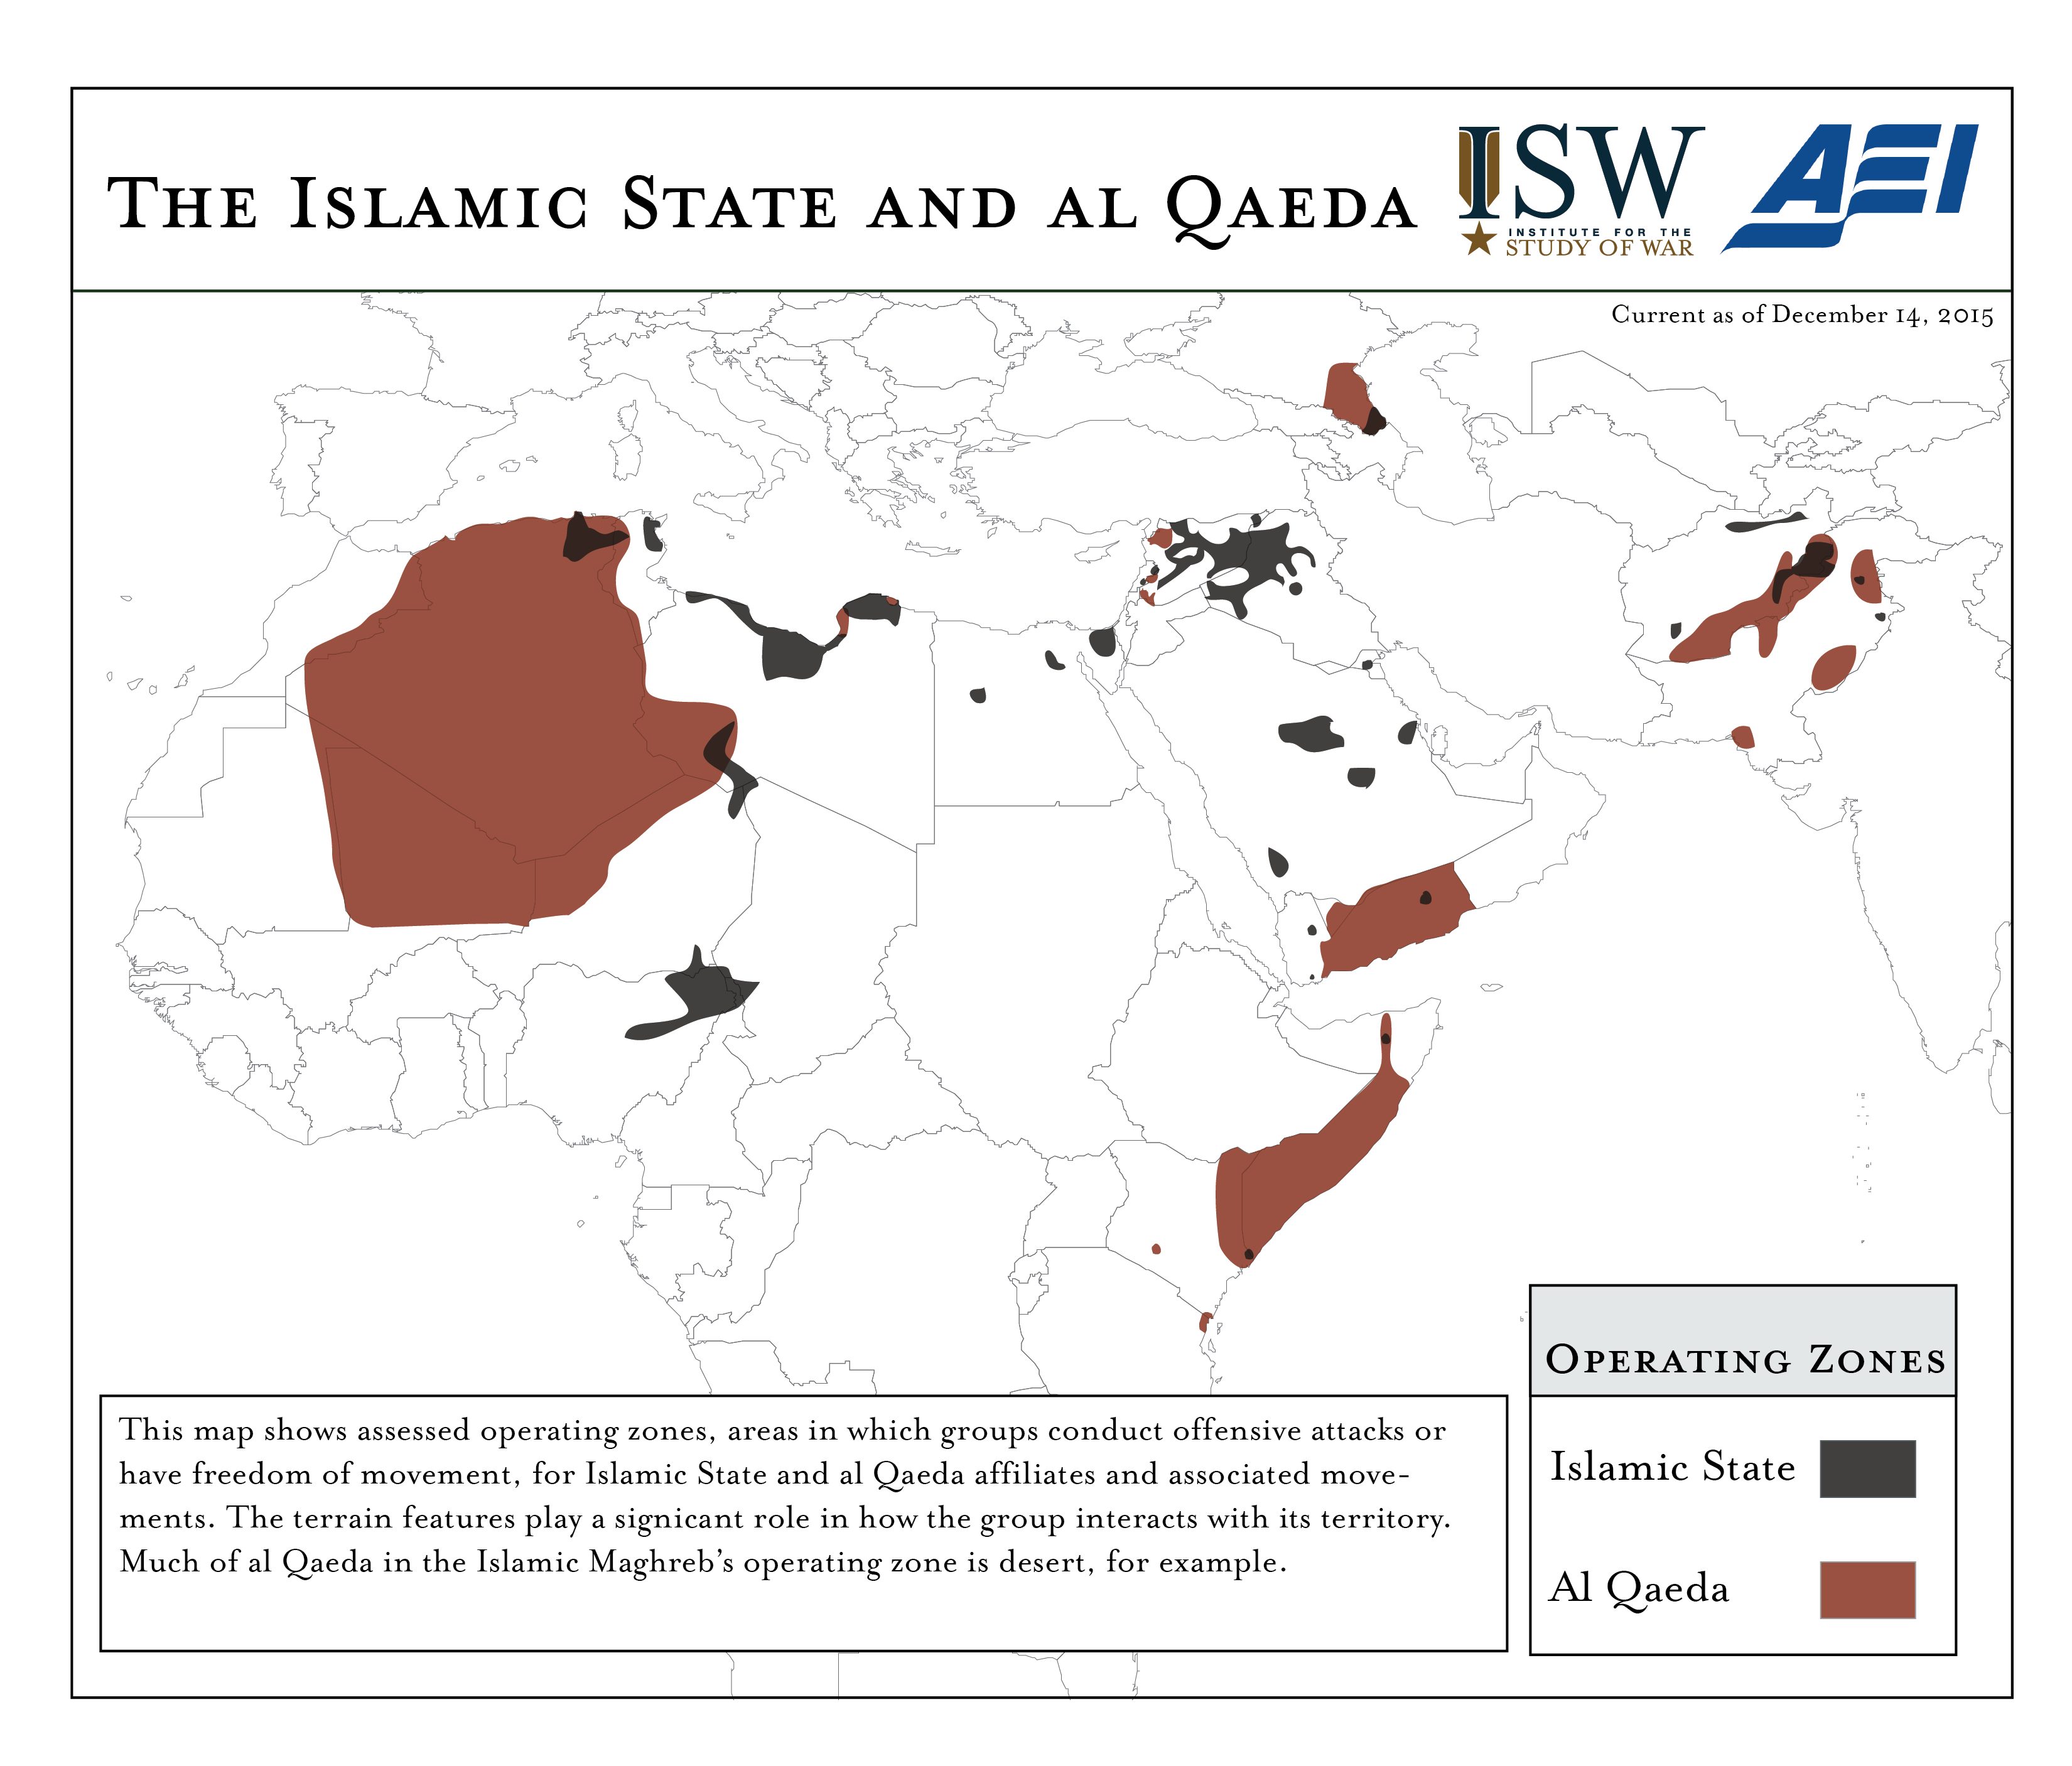 The Islamic State and al Qaeda
ISW
INSTITUTE FOR THE
STUDY OF WAR
AEI
Current as of December 14, 2015
This map shows assessed operating zones, areas in which groups conduct offensive attacks or
have freedom of movement, for Islamic State and al Qaeda affiliates and associated move-
ments. The terrain features play a signicant role in how the group interacts with its territory.
Much of al Qaeda in the Islamic Maghreb's operating zone is desert, for example.
Operating Zones
Islamic State
Al Qaeda